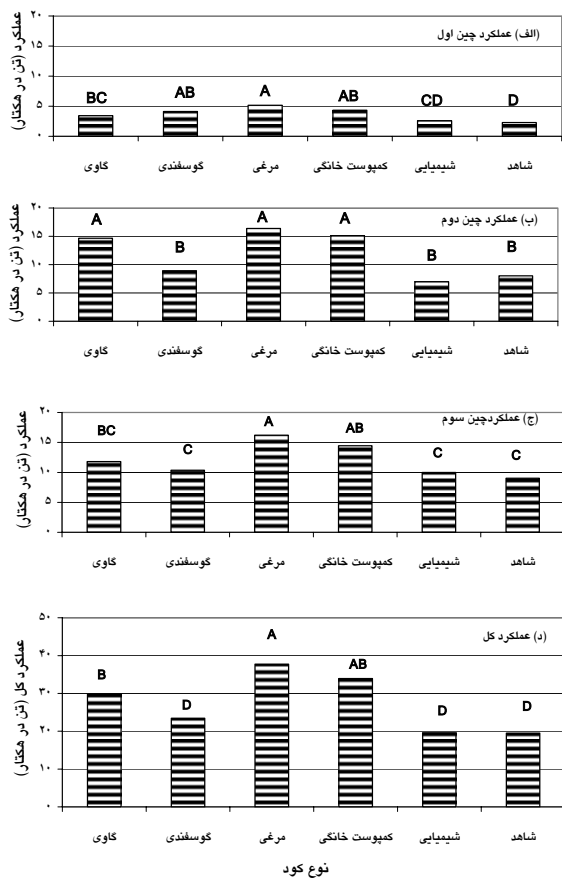 (الف) عملکرد چین اول
عملکرد (تن در هکتار)
۲۰
۱۵
۱۰
۵
۰
BC AB A AB CD D
گاوی گوسفندی مرغی کمپوست خانگی شیمیایی شاهد
(ب) عملکرد چین دوم
عملکرد (تن در هکتار)
۲۰
۱۵
۱۰
۵
۰
A B A A B B
گاوی گوسفندی مرغی کمپوست خانگی شیمیایی شاهد
(ج) عملکردچین سوم
عملکرد (تن در هکتار)
۲۰
۱۵
۱۰
۵
۰
BC C A AB C C
گاوی گوسفندی مرغی کمپوست خانگی شیمیایی شاهد
(د) عملکرد کل
عملکرد کل (تن در هکتار)
۵۰
۴۰
۳۰
۲۰
۱۰
۰
B D A AB D D
گاوی گوسفندی مرغی کمپوست خانگی شیمیایی شاهد
نوع کود